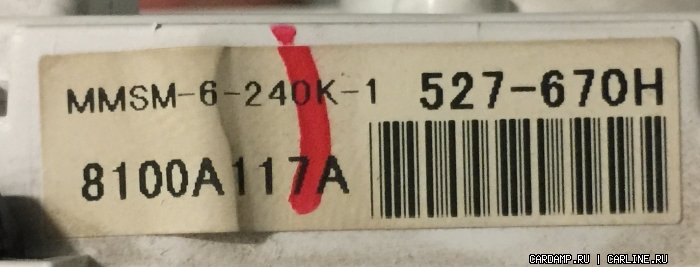 MMSM-6-240K-1 527-670H
8100A117A
CARDAMP.RU | CARLINE.RU